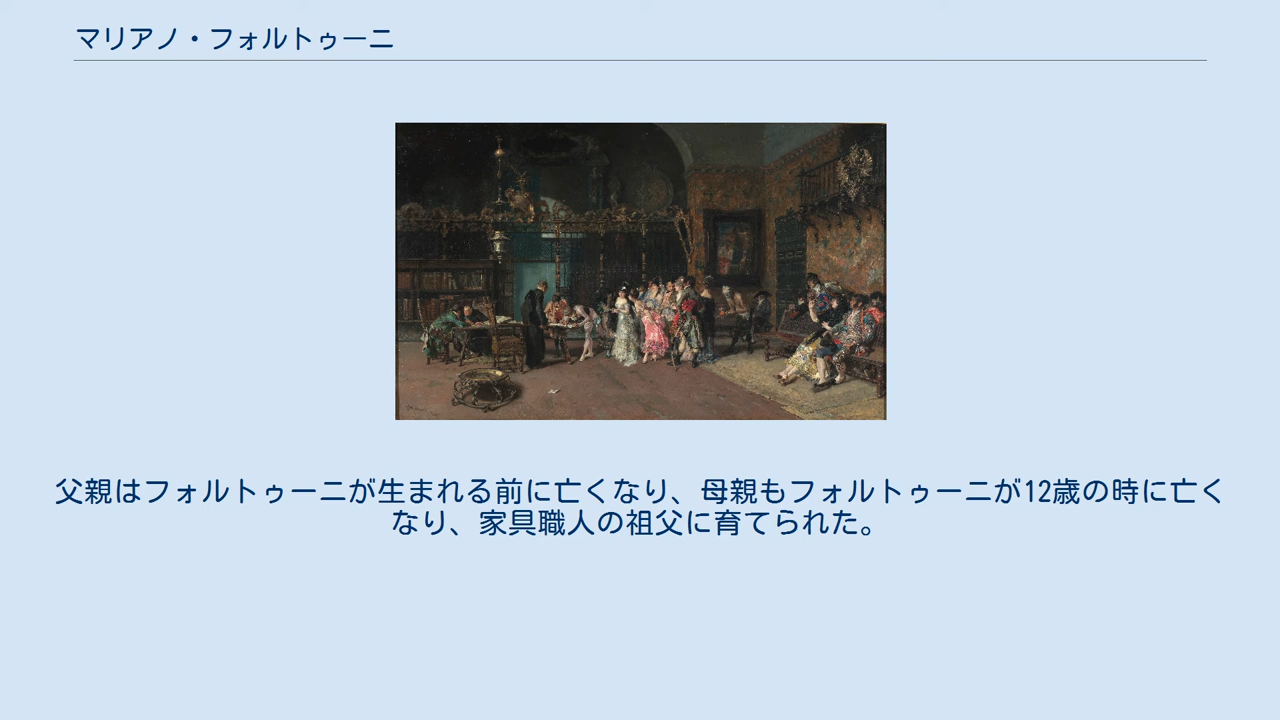 マリアノ・フォルトゥーニ
父親はフォルトゥーニが生まれる前に亡くなり、母親もフォルトゥーニが12歳の時に亡く
なり、家具職人の祖父に育てられた。